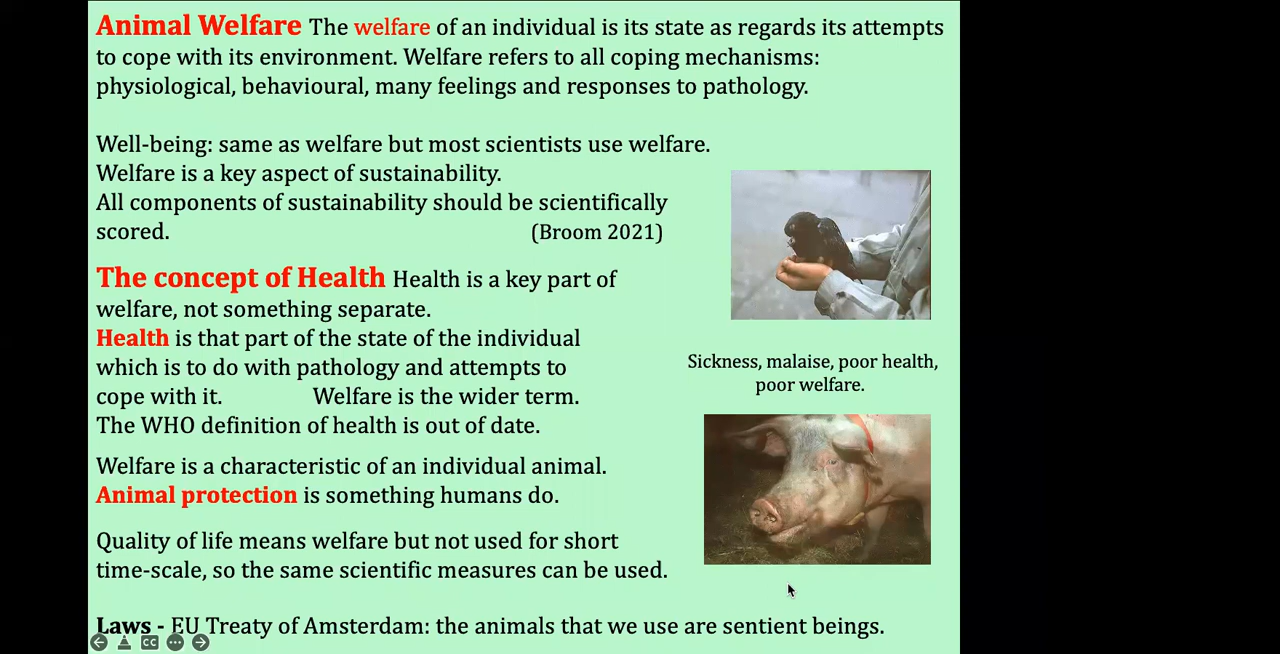 Animal Welfare The welfare of an individual is its state as regards its attempts
to cope with its environment. Welfare refers to all coping mechanisms:
physiological, behavioural, many feelings and responses to pathology.
Well-being: same as welfare but most scientists use welfare.
Welfare is a key aspect of sustainability.
All components of sustainability should be scientifically
scored. (Broom 2021)
The concept of Health Health is a key part of
welfare, not something separate.
Health is that part of the state of the individual
which is to do with pathology and attempts to
cope with it. Welfare is the wider term.
The WHO definition of health is out of date.
Sickness, malaise, poor health,
poor welfare.
Welfare is a characteristic of an individual animal.
Animal protection is something humans do.
Quality of life means welfare but not used for short
time-scale, so the same scientific measures can be used.
Laws - EU Treaty of Amsterdam: the animals that we use are sentient beings.
CC